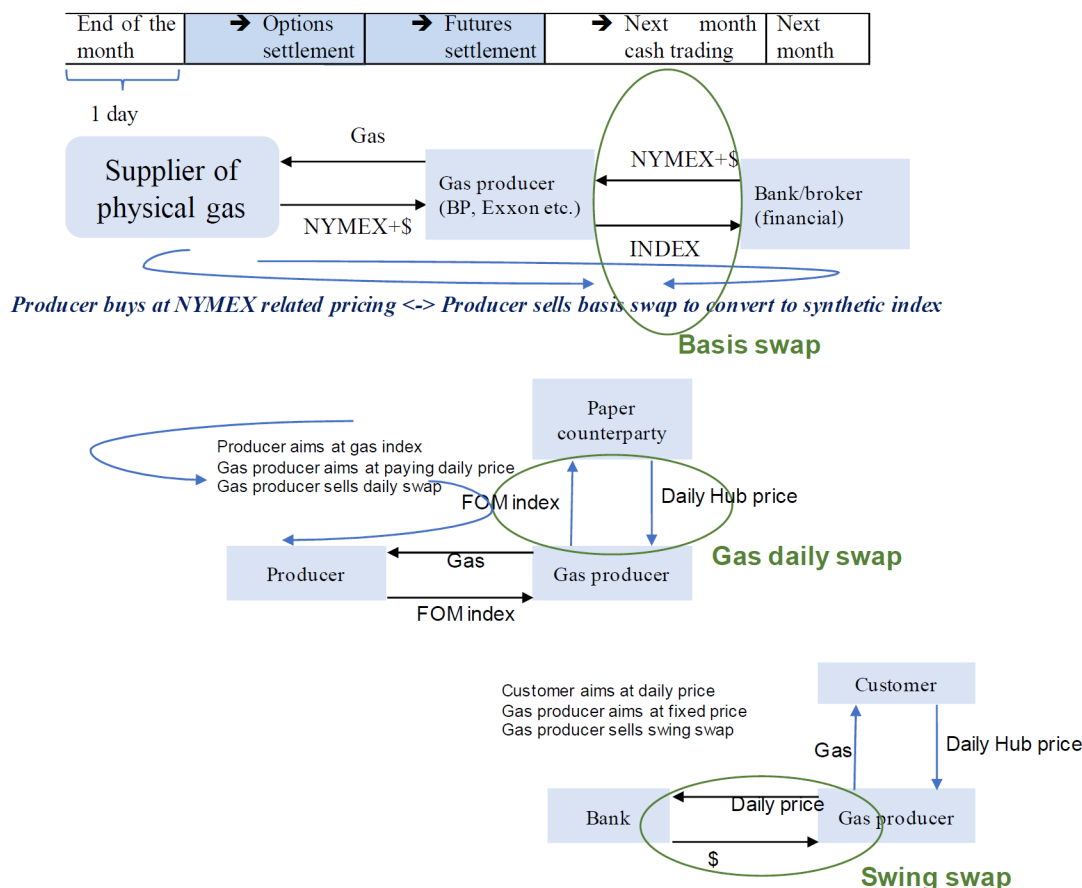 End of the month
➔ Options settlement
➔ Futures settlement
➔ Next month cash trading
Next month
1 day
Gas
Supplier of
physical gas
NYMEX+$
Gas producer
(BP, Exxon etc.)
NYMEX+$
INDEX
Bank/broker
(financial)
Producer buys at NYMEX related pricing <-> Producer sells basis swap to convert to synthetic index
Basis swap
Paper
counterparty
Producer aims at gas index
Gas producer aims at paying daily price
Gas producer sells daily swap
FOM index
Daily Hub price
Gas daily swap
Producer
Gas
Gas producer
FOM index
Customer aims at daily price
Gas producer aims at fixed price
Gas producer sells swing swap
Customer
Gas
Daily Hub price
Bank
Daily price
Gas producer
$
Swing swap